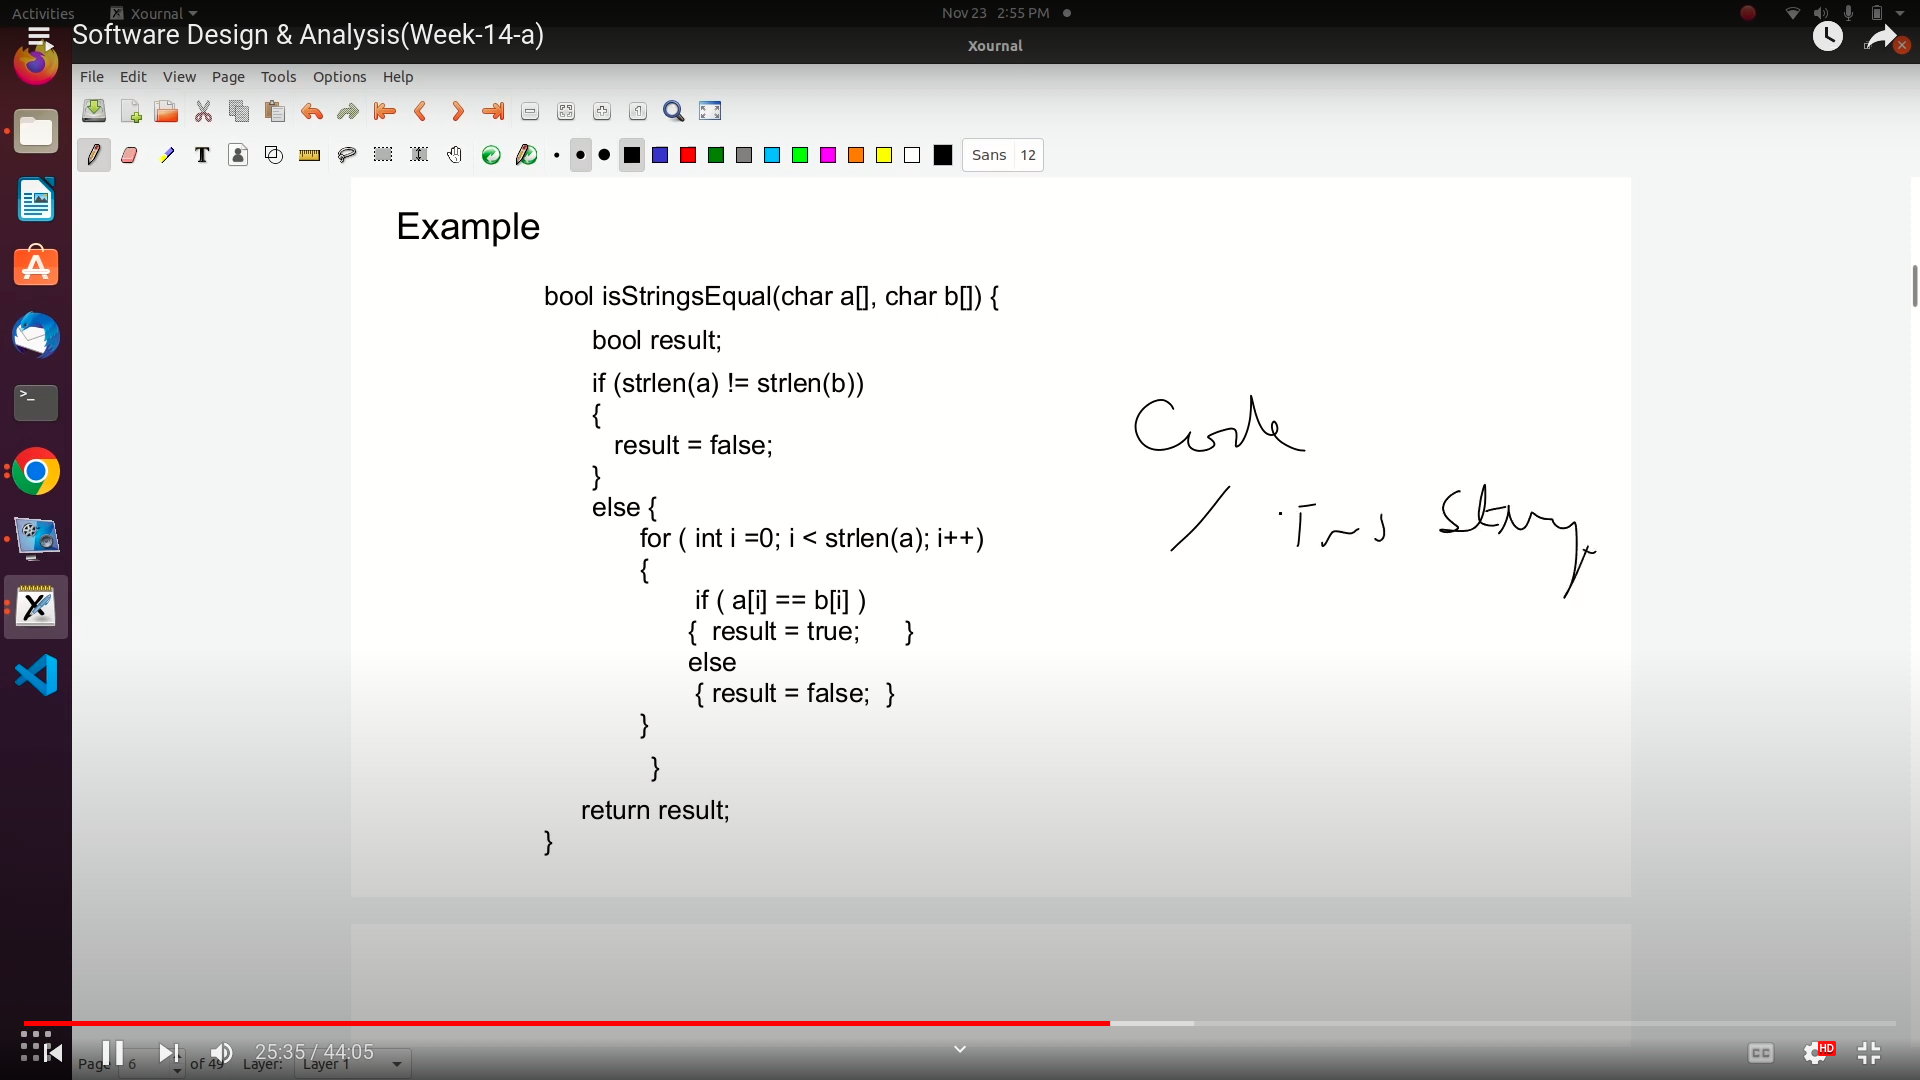 Activities Xournal Nov 23 2:55 PM
Software Design & Analysis(Week-14-a)
Xournal
File Edit View Page Tools Options Help
T Sans 12
Example
bool isStringsEqual(char a[], char b[]) {
bool result;
if (strlen(a) != strlen(b))
{
result = false;
}
else {
for ( int i =0; i < strlen(a); i++)
{
if ( a[i] == b[i] )
{ result = true; }
else
{ result = false; }
}
}
return result;
}
Code
25:35 / 44:05
CC HD
Page 6 of 49 Layer: Layer 1